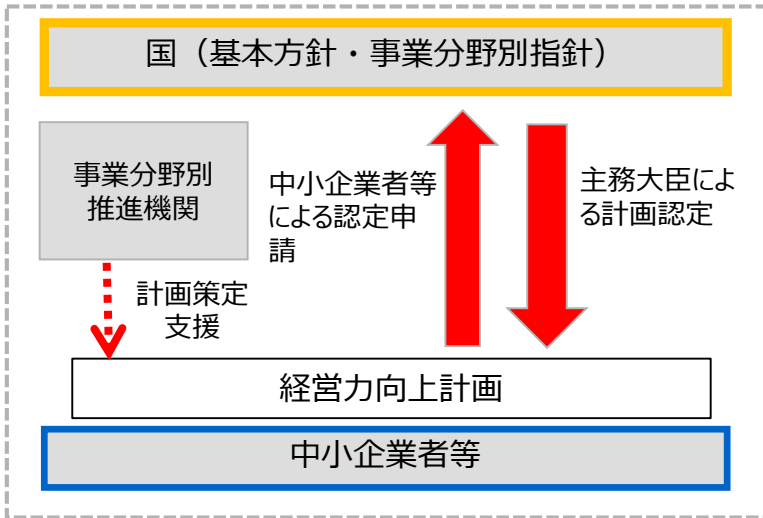 国（基本方針・事業分野別指針）
事業分野別
推進機関
中小企業者等
による認定申
請
主務大臣によ
る計画認定
計画策定
支援
経営力向上計画
中小企業者等